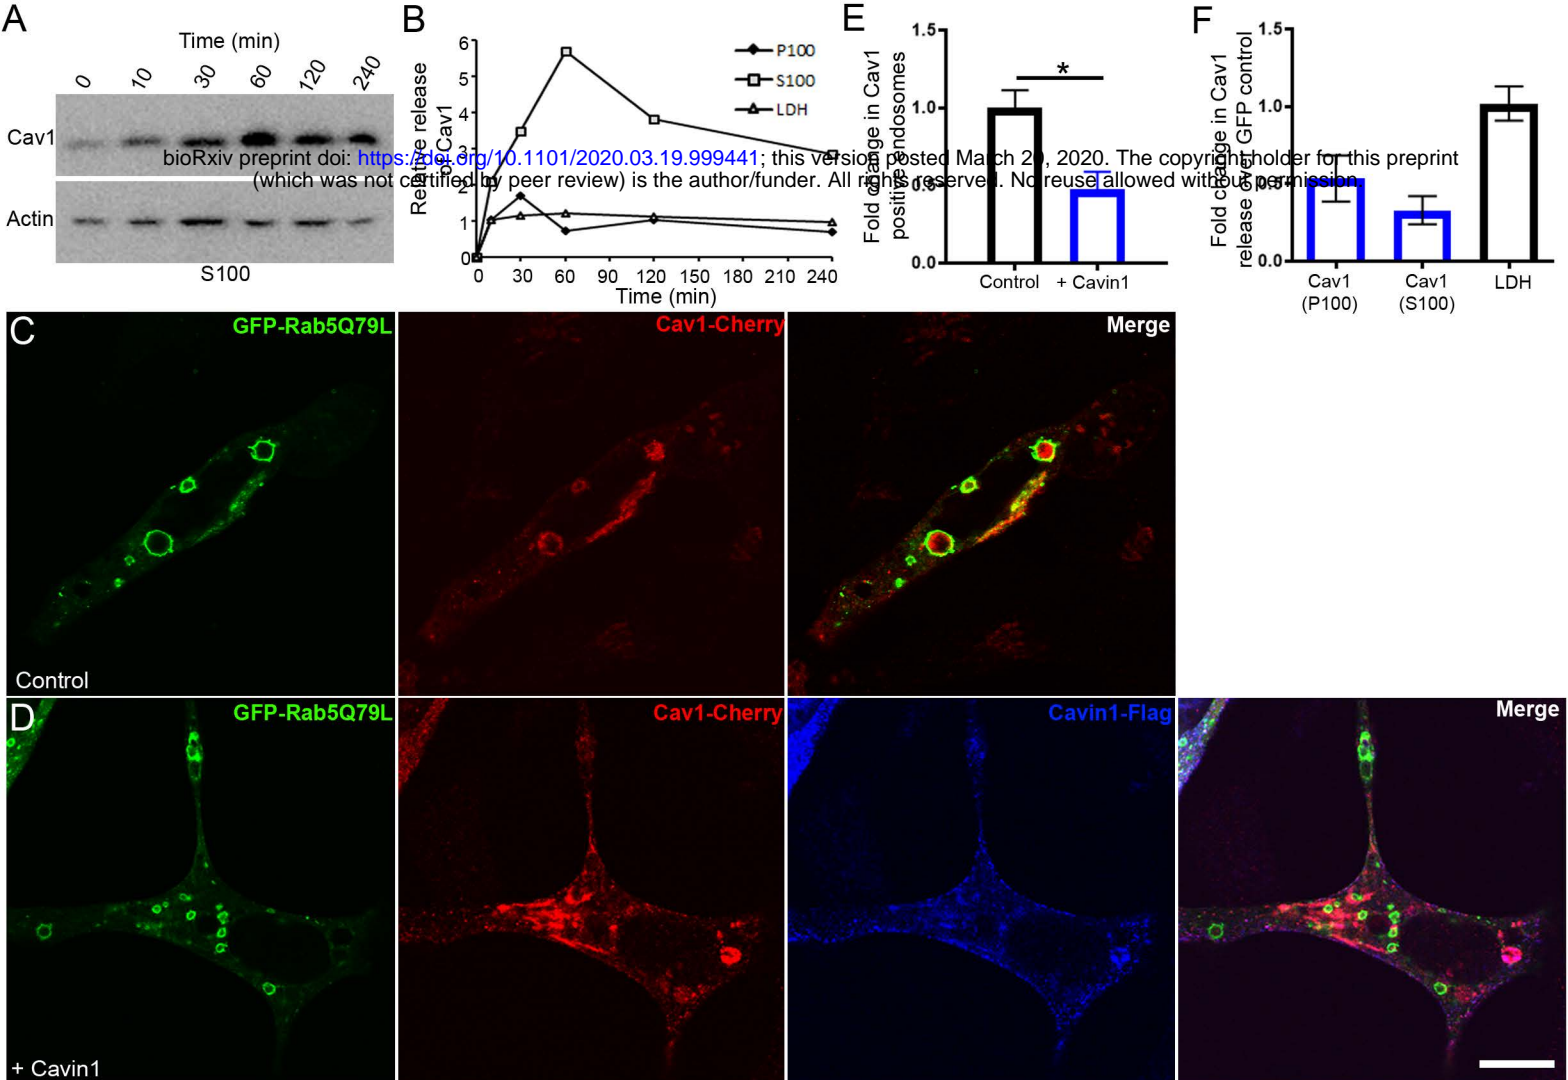 A
Time (min)
0 10 30 60 120 240
Cav1
Actin
S100
B
Relative release
of Cav1
6
5
4
3
2
1
0
0 30 60 90 120 150 180 210 240
Time (min)
P100
S100
LDH
E
Fold change in Cav1
positive endosomes
1.5
1.0
0.5
0.0
*
Control + Cavin1
F
Fold change in Cav1
release over GFP control
1.5
1.0
0.5
0.0
Cav1 Cav1 LDH
(P100) (S100)
bioRxiv preprint doi: https://doi.org/10.1101/2020.03.19.999441; this version posted March 20, 2020. The copyright holder for this preprint
(which was not certified by peer review) is the author/funder. All rights reserved. No reuse allowed without permission.
C
GFP-Rab5Q79L
Cav1-Cherry
Merge
Control
D
GFP-Rab5Q79L
Cav1-Cherry
Cavin1-Flag
Merge
+ Cavin1